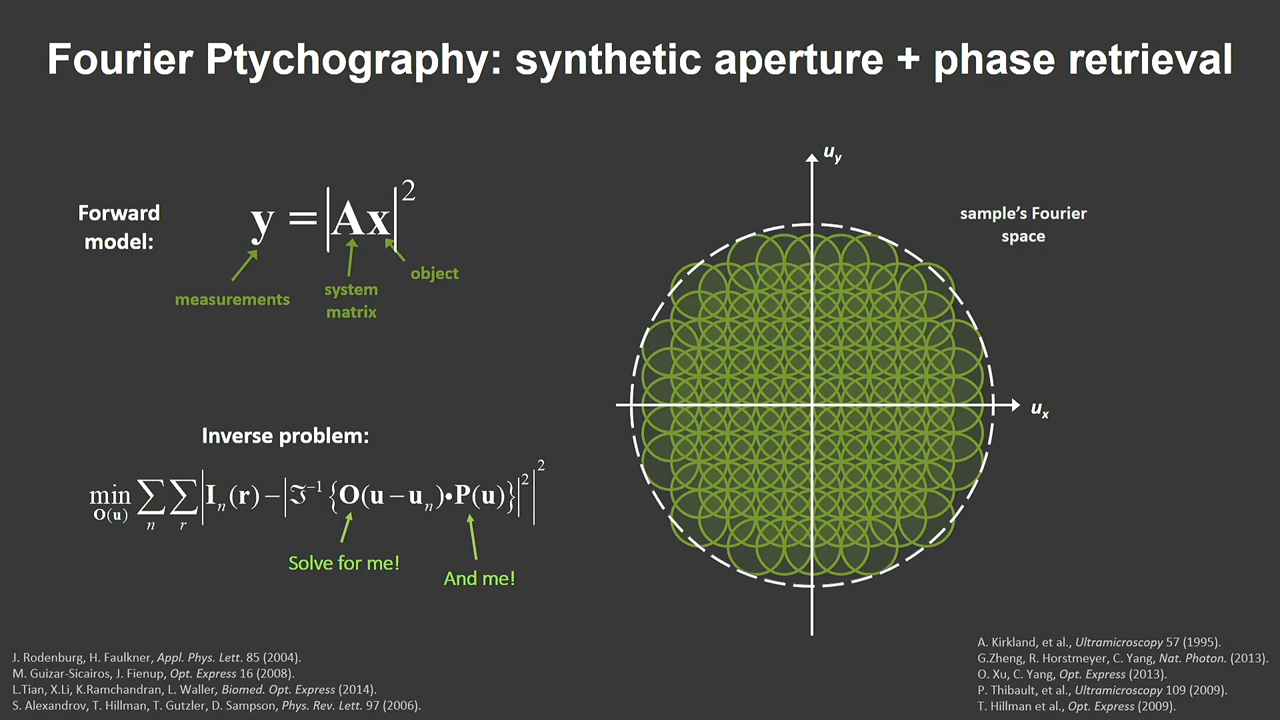 Fourier Ptychography: synthetic aperture + phase retrieval
Forward
model:
y = |Ax|²
measurements
system
matrix
object
Inverse problem:
min O(u) ∑ n ∑ r |I_n(r) − |ℑ⁻¹{O(u − u_n)•P(u)}|²|²
Solve for me!
And me!
u_y
u_x
sample's Fourier
space
J. Rodenburg, H. Faulkner, Appl. Phys. Lett. 85 (2004).
M. Guizar-Sicairos, J. Fienup, Opt. Express 16 (2008).
L.Tian, X.Li, K.Ramchandran, L. Waller, Biomed. Opt. Express (2014).
S. Alexandrov, T. Hillman, T. Gutzler, D. Sampson, Phys. Rev. Lett. 97 (2006).
A. Kirkland, et al., Ultramicroscopy 57 (1995).
G.Zheng, R. Horstmeyer, C. Yang, Nat. Photon. (2013).
O. Xu, C. Yang, Opt. Express (2013).
P. Thibault, et al., Ultramicroscopy 109 (2009).
T. Hillman et al., Opt. Express (2009).